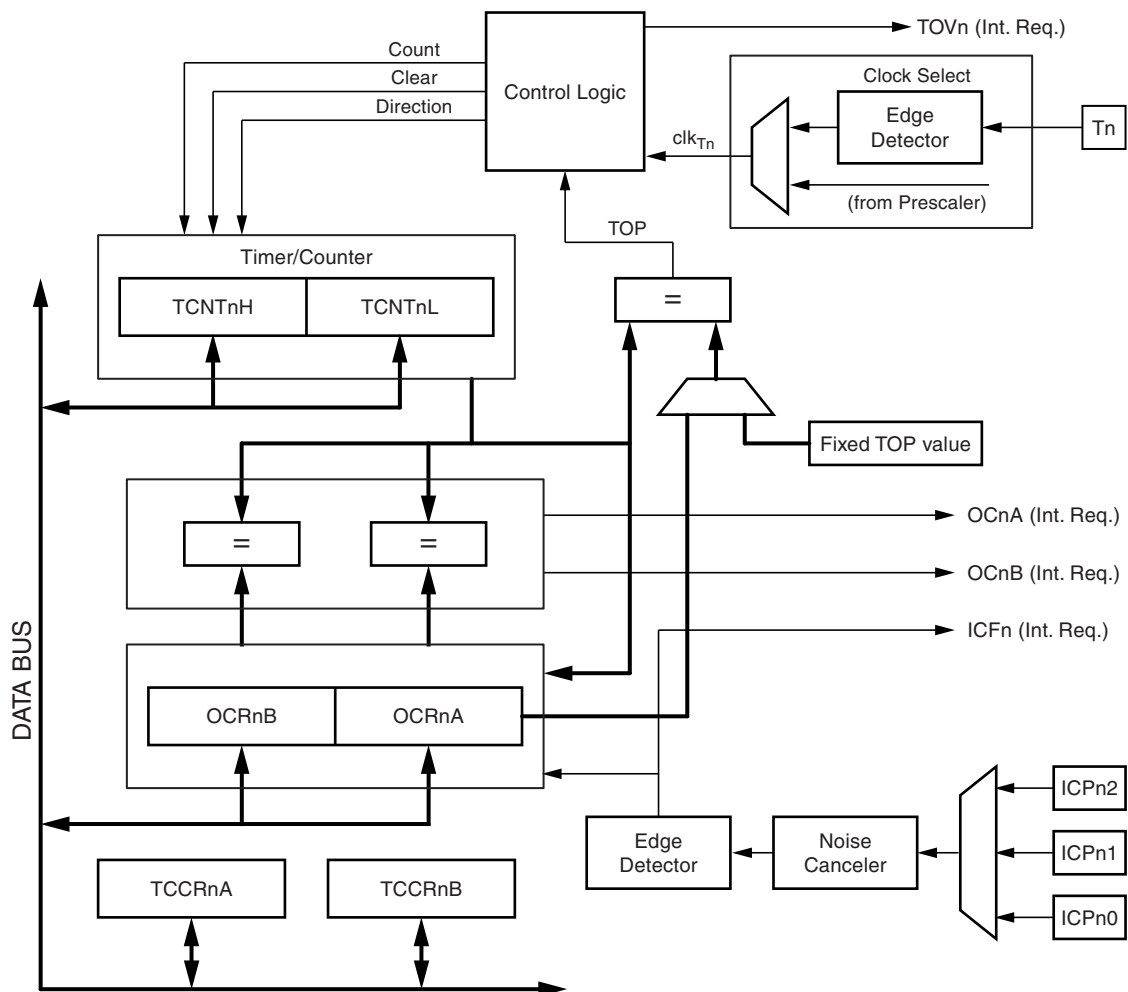 TOVn (Int. Req.)
Count
Clear
Direction
Control Logic
Clock Select
Edge
Detector
Tn
clkTn
(from Prescaler)
TOP
Timer/Counter
TCNTnH
TCNTnL
=
Fixed TOP value
=
=
OCnA (Int. Req.)
OCnB (Int. Req.)
ICFn (Int. Req.)
DATA BUS
OCRnB
OCRnA
Edge
Detector
Noise
Canceler
ICPn2
ICPn1
ICPn0
TCCRnA
TCCRnB